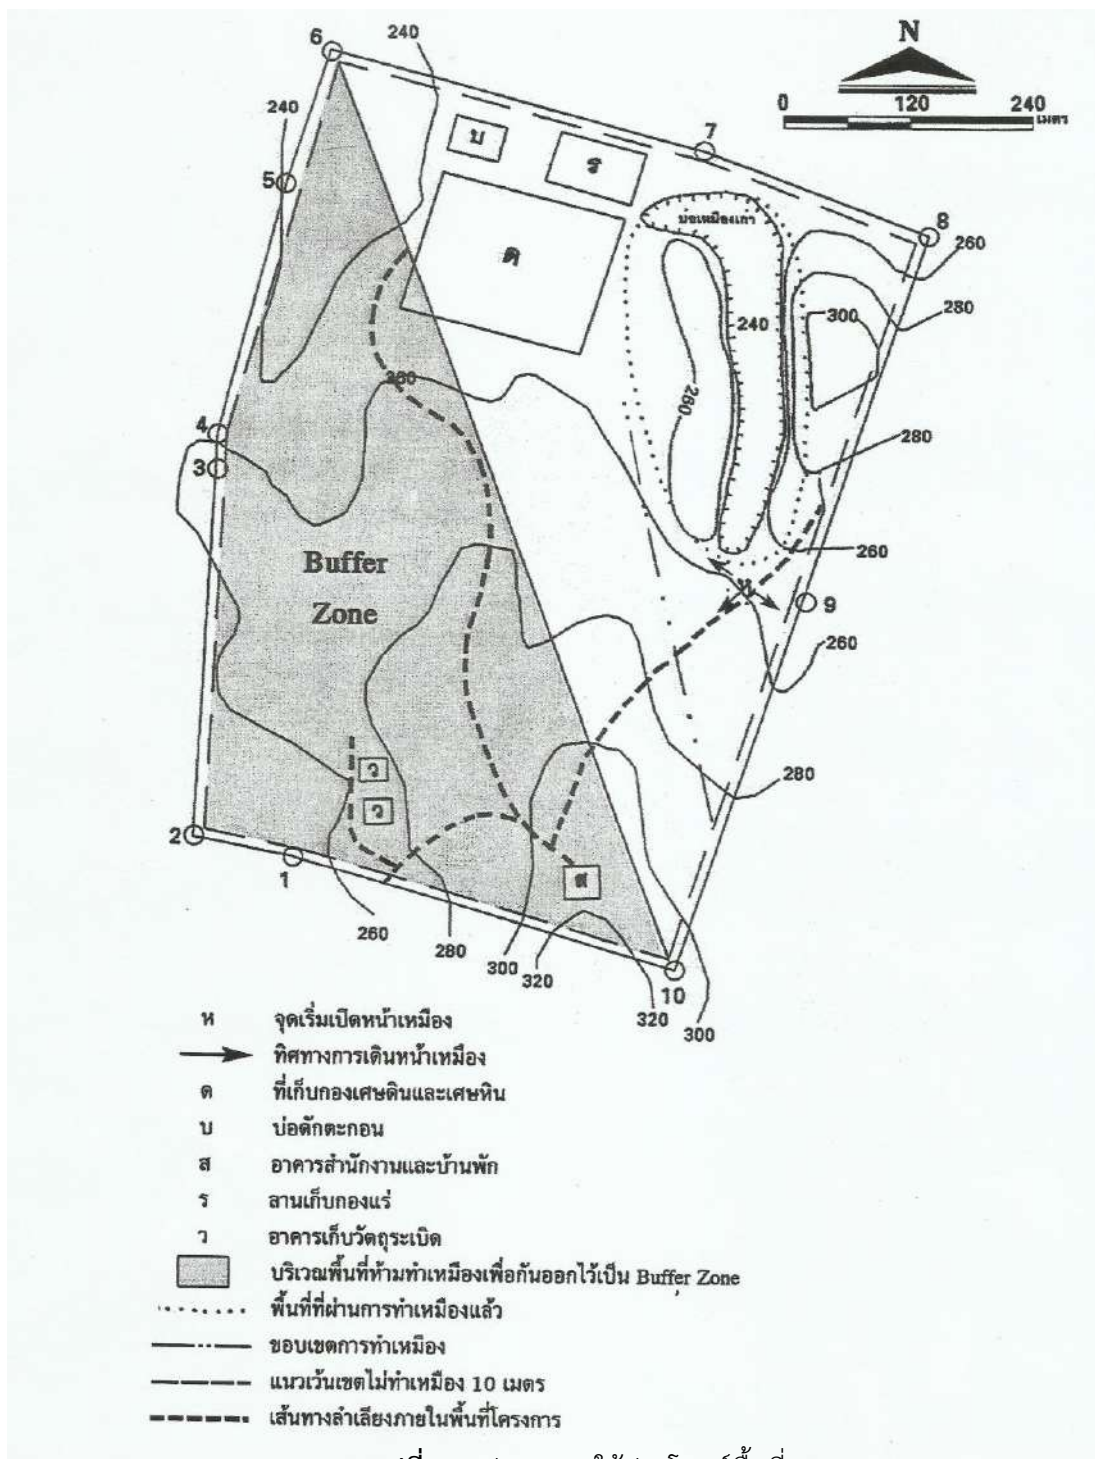 N
0 120 240
เมตร
6
240
240
7
5
บ
ร
บ่อเหมืองเก่า
8
260
ด
240
280
300
260
4
280
3
Buffer
Zone
260
ห
9
260
280
ว
ว
2
1
ส
260
280
300
320
10
320
300
ห จุดเริ่มเปิดหน้าเหมือง
ทิศทางการเดินหน้าเหมือง
ด ที่เก็บกองเศษดินและเศษหิน
บ บ่อดักตะกอน
ส อาคารสำนักงานและบ้านพัก
ร ลานเก็บกองแร่
ว อาคารเก็บวัตถุระเบิด
บริเวณพื้นที่ห้ามทำเหมืองเพื่อกันออกไว้เป็น Buffer Zone
พื้นที่ที่ผ่านการทำเหมืองแล้ว
ขอบเขตการทำเหมือง
แนวเว้นเขตไม่ทำเหมือง 10 เมตร
เส้นทางลำเลียงภายในพื้นที่โครงการ